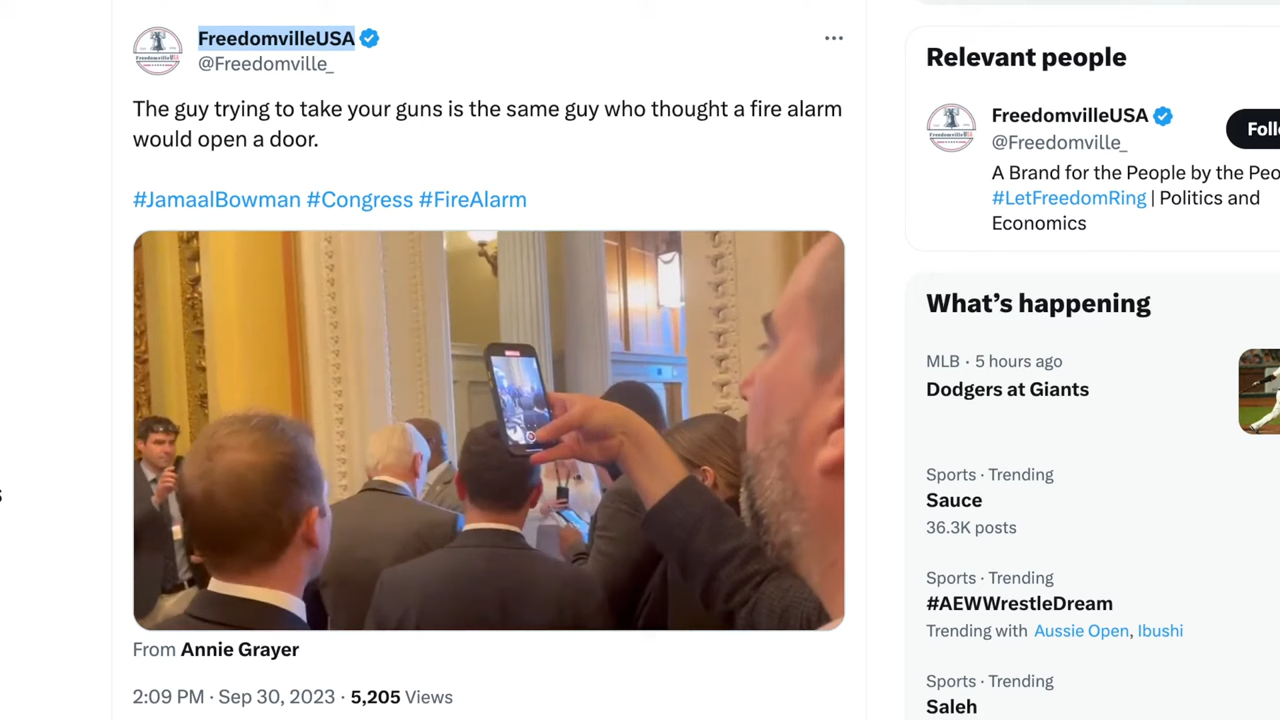 FreedomvilleUSA
@Freedomville_
The guy trying to take your guns is the same guy who thought a fire alarm
would open a door.
#JamaalBowman #Congress #FireAlarm
From Annie Grayer
2:09 PM · Sep 30, 2023 · 5,205 Views
Relevant people
FreedomvilleUSA
@Freedomville_
Foll
A Brand for the People by the Peo
#LetFreedomRing | Politics and
Economics
What’s happening
MLB · 5 hours ago
Dodgers at Giants
Sports · Trending
Sauce
36.3K posts
Sports · Trending
#AEWWrestleDream
Trending with Aussie Open, Ibushi
Sports · Trending
Saleh